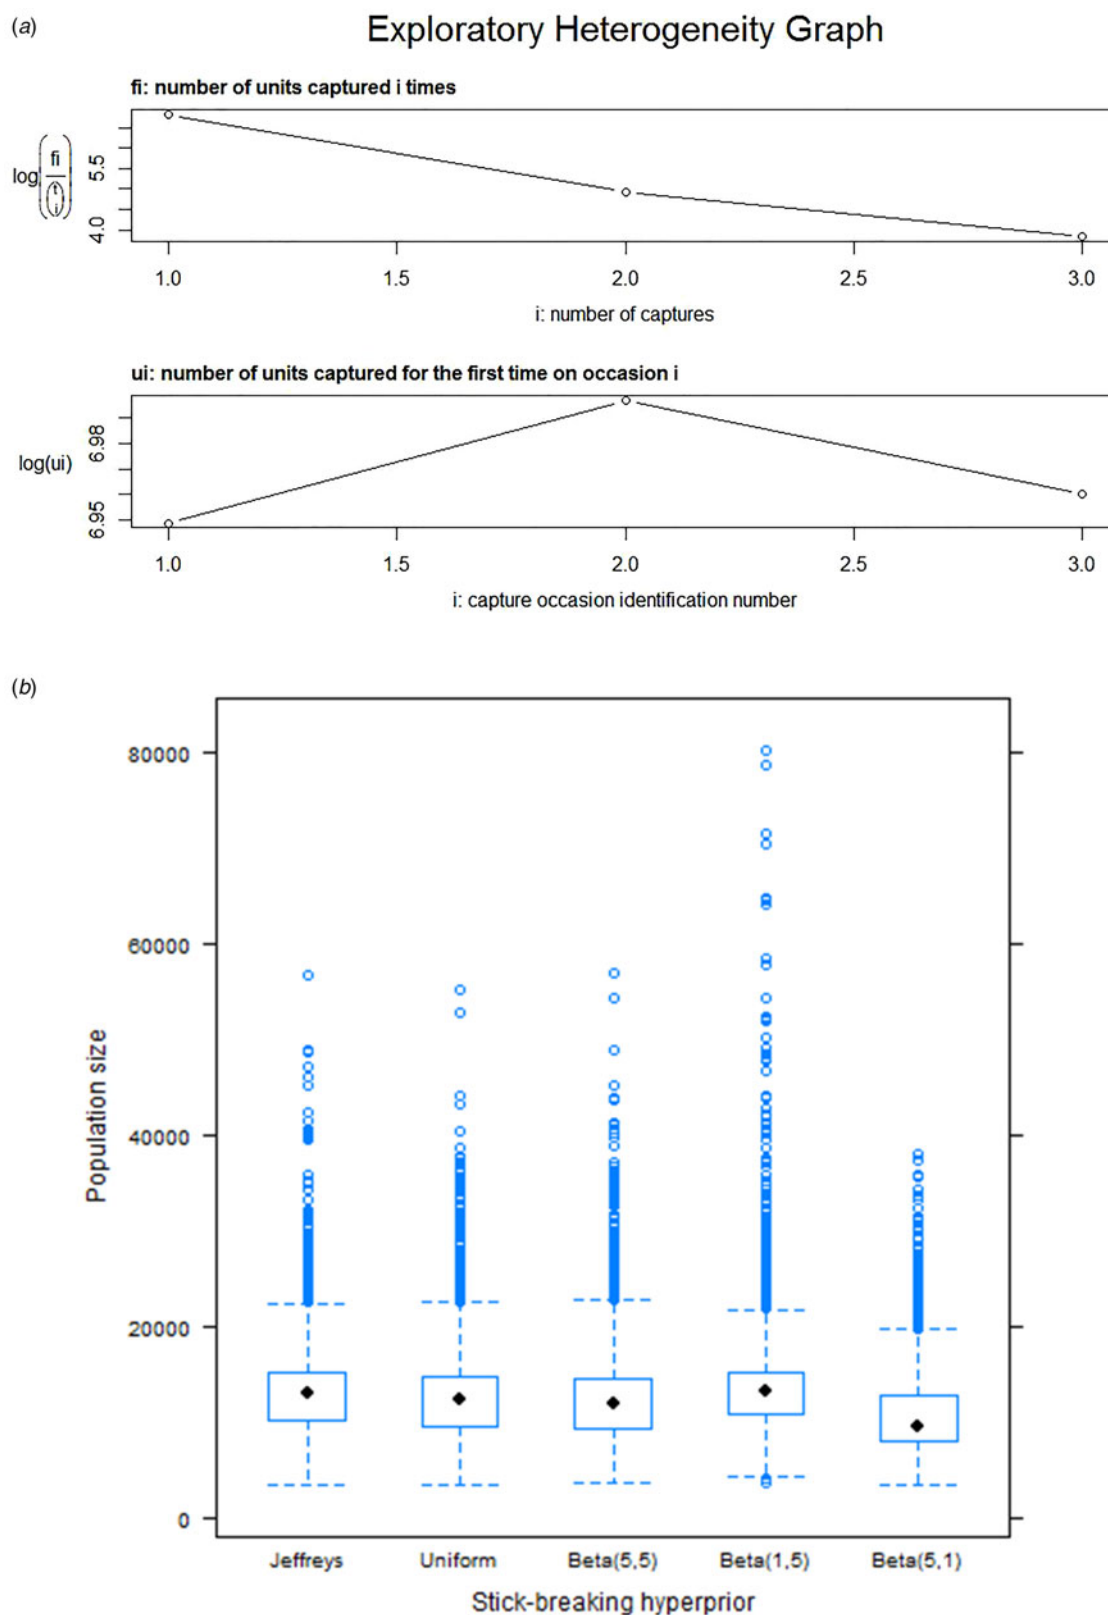 (a)
Exploratory Heterogeneity Graph
fi: number of units captured i times
log(fi/(t i))
5.5
4.0
1.0 1.5 2.0 2.5 3.0
i: number of captures
ui: number of units captured for the first time on occasion i
log(ui)
6.98
6.95
1.0 1.5 2.0 2.5 3.0
i: capture occasion identification number
(b)
Population size
80000
60000
40000
20000
0
Jeffreys Uniform Beta(5,5) Beta(1,5) Beta(5,1)
Stick-breaking hyperprior